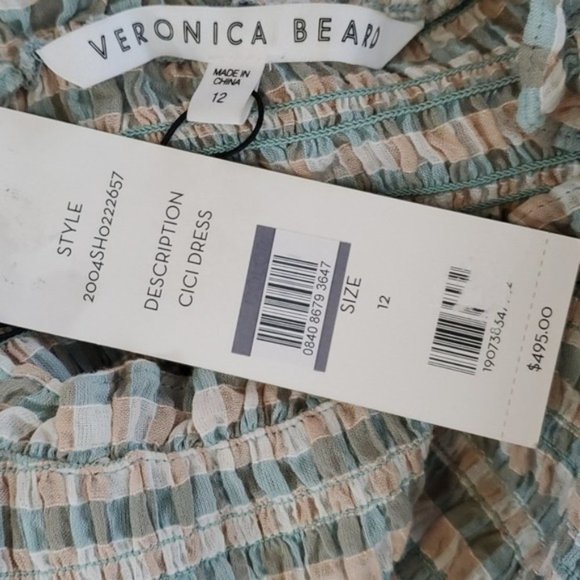 VERONICA BEARD
MADE IN
CHINA
12
STYLE
2004SH0222657
DESCRIPTION
CICI DRESS
0840 8679 3647
SIZE
12
$495.00